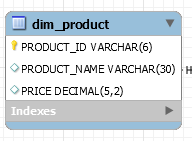 dim_product
PRODUCT_ID VARCHAR(6)
PRODUCT_NAME VARCHAR(30)
PRICE DECIMAL(5,2)
Indexes